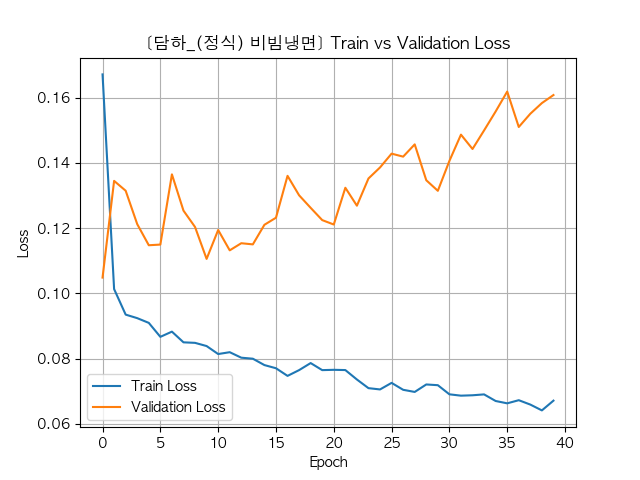 [담하_(정식) 비빔냉면] Train vs Validation Loss
Loss
0.16
0.14
0.12
0.10
0.08
0.06
Train Loss
Validation Loss
0 5 10 15 20 25 30 35 40
Epoch